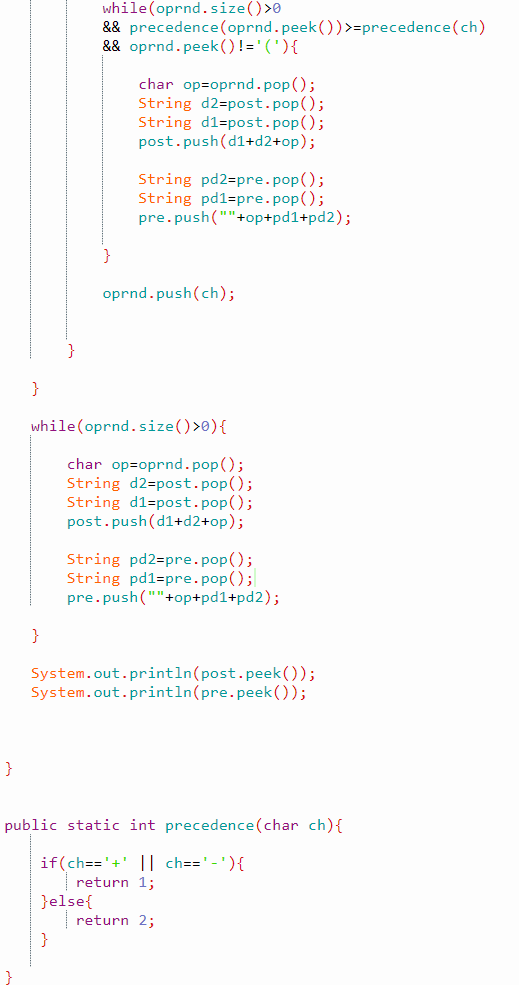 while(oprnd.size()>0
&& precedence(oprnd.peek())>=precedence(ch)
&& oprnd.peek()!='('){
char op=oprnd.pop();
String d2=post.pop();
String d1=post.pop();
post.push(d1+d2+op);
String pd2=pre.pop();
String pd1=pre.pop();
pre.push(""+op+pd1+pd2);
}
oprnd.push(ch);
}
}
while(oprnd.size()>0){
char op=oprnd.pop();
String d2=post.pop();
String d1=post.pop();
post.push(d1+d2+op);
String pd2=pre.pop();
String pd1=pre.pop();
pre.push(""+op+pd1+pd2);
}
System.out.println(post.peek());
System.out.println(pre.peek());
}
public static int precedence(char ch){
if(ch=='+' || ch=='-'){
return 1;
}else{
return 2;
}
}